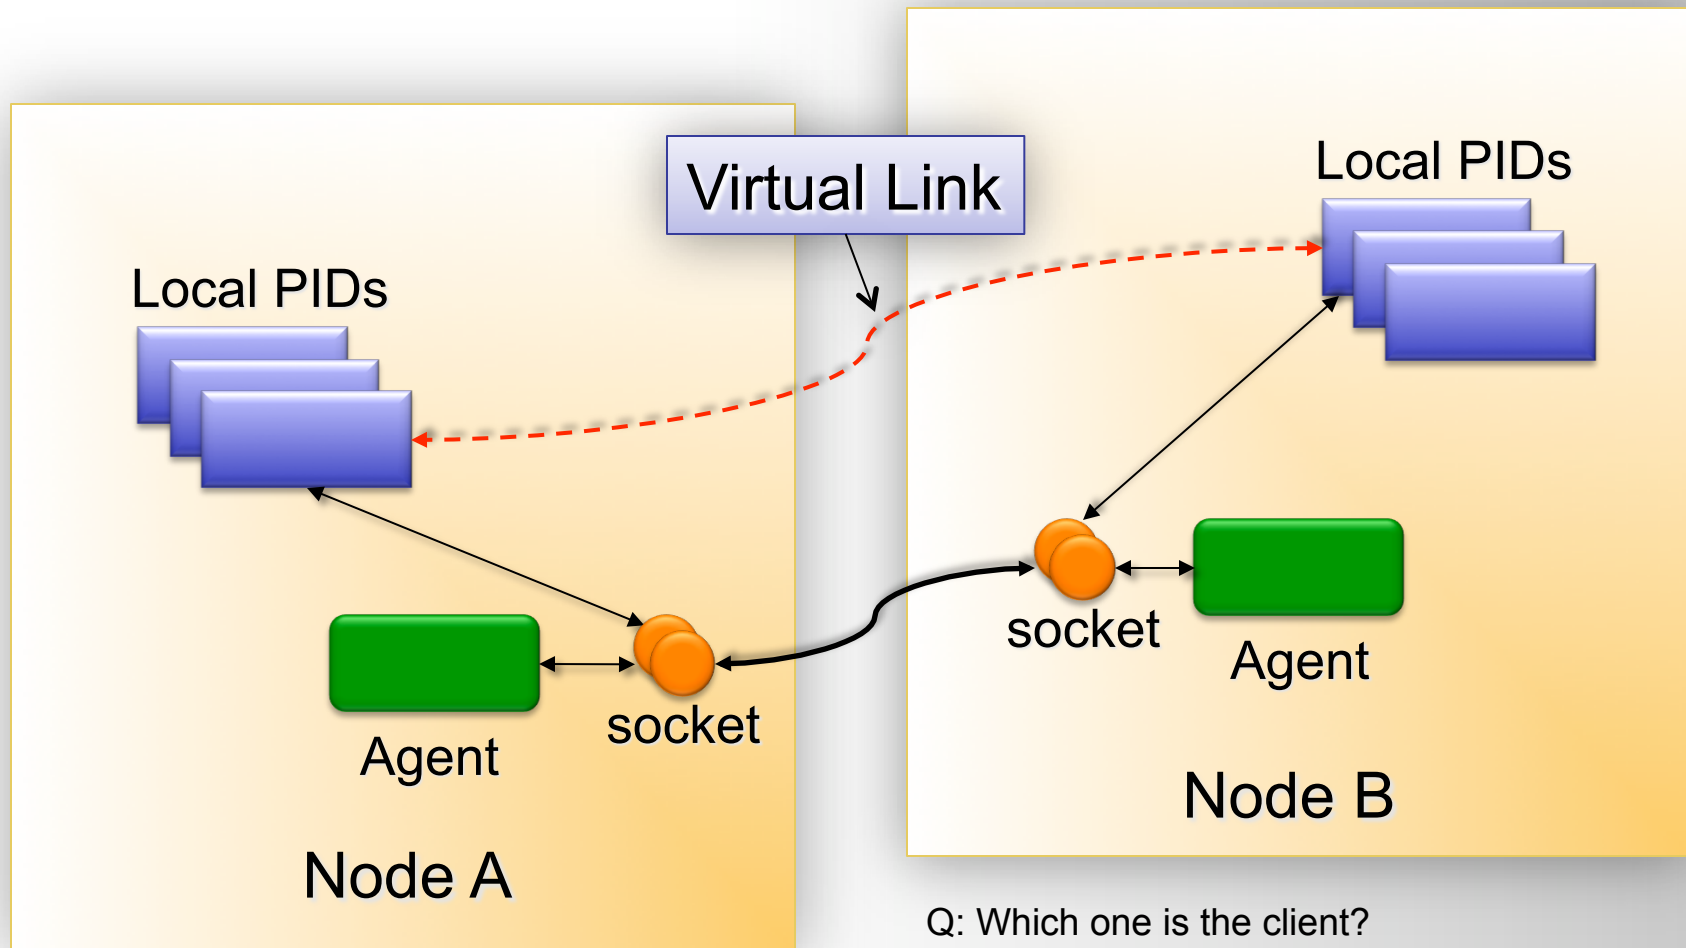 Virtual Link
Local PIDs
Local PIDs
socket
Agent
socket
Agent
Node B
Node A
Q: Which one is the client?